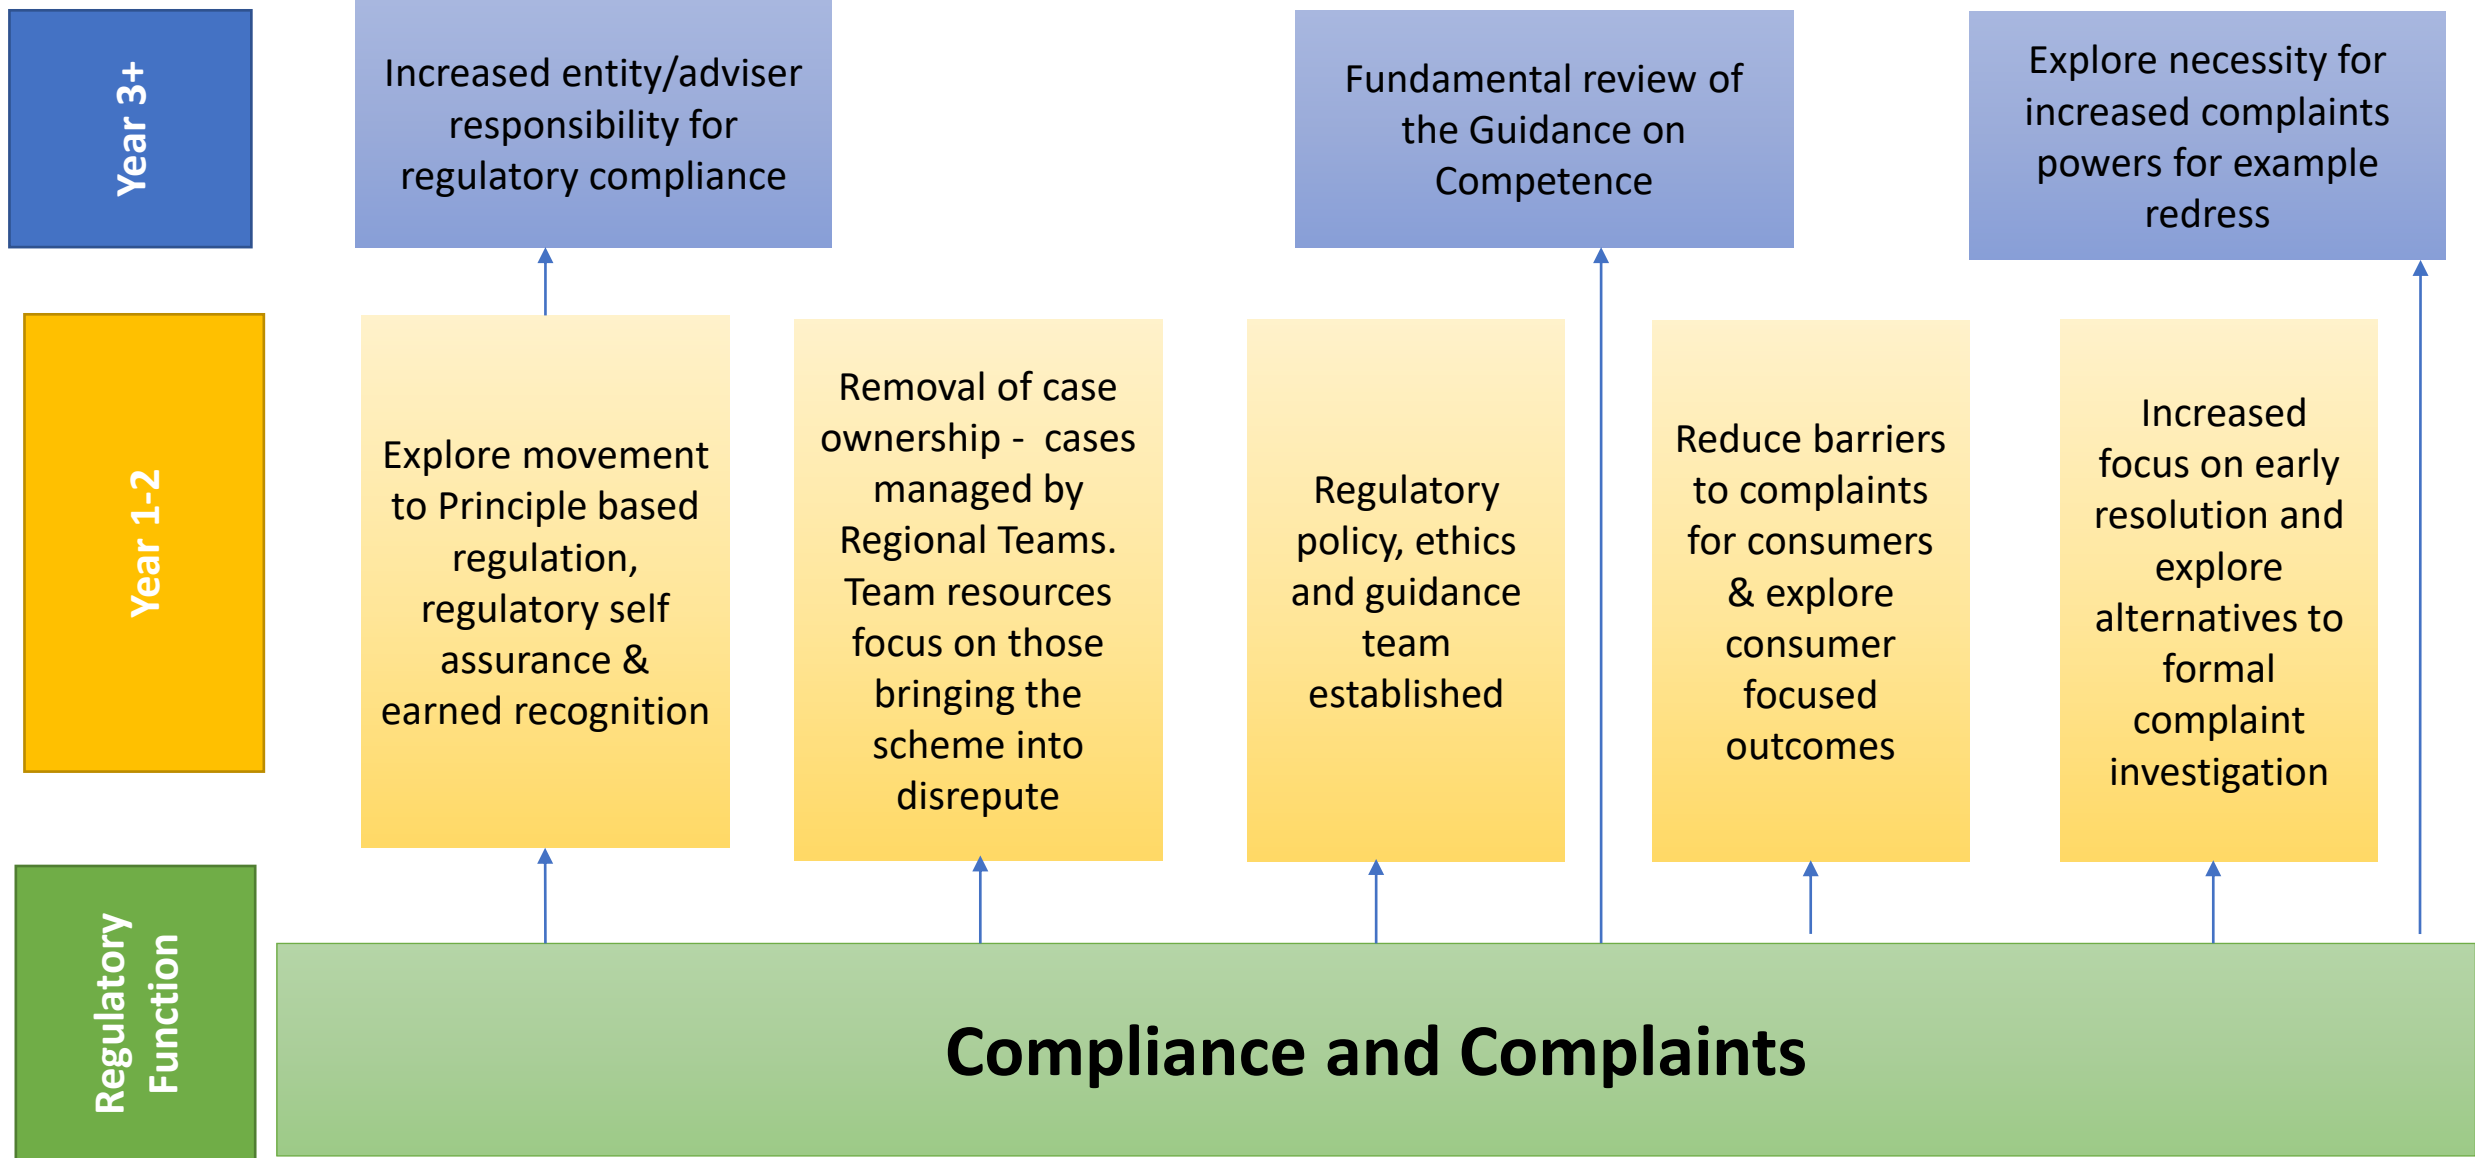 Year 3+
Increased entity/adviser
responsibility for
regulatory compliance
Fundamental review of
the Guidance on
Competence
Explore necessity for
increased complaints
powers for example
redress
Year 1-2
Explore movement
to Principle based
regulation,
regulatory self
assurance &
earned recognition
Removal of case
ownership - cases
managed by
Regional Teams.
Team resources
focus on those
bringing the
scheme into
disrepute
Regulatory
policy, ethics
and guidance
team
established
Reduce barriers
to complaints
for consumers
& explore
consumer
focused
outcomes
Increased
focus on early
resolution and
explore
alternatives to
formal
complaint
investigation
Regulatory
Function
Compliance and Complaints